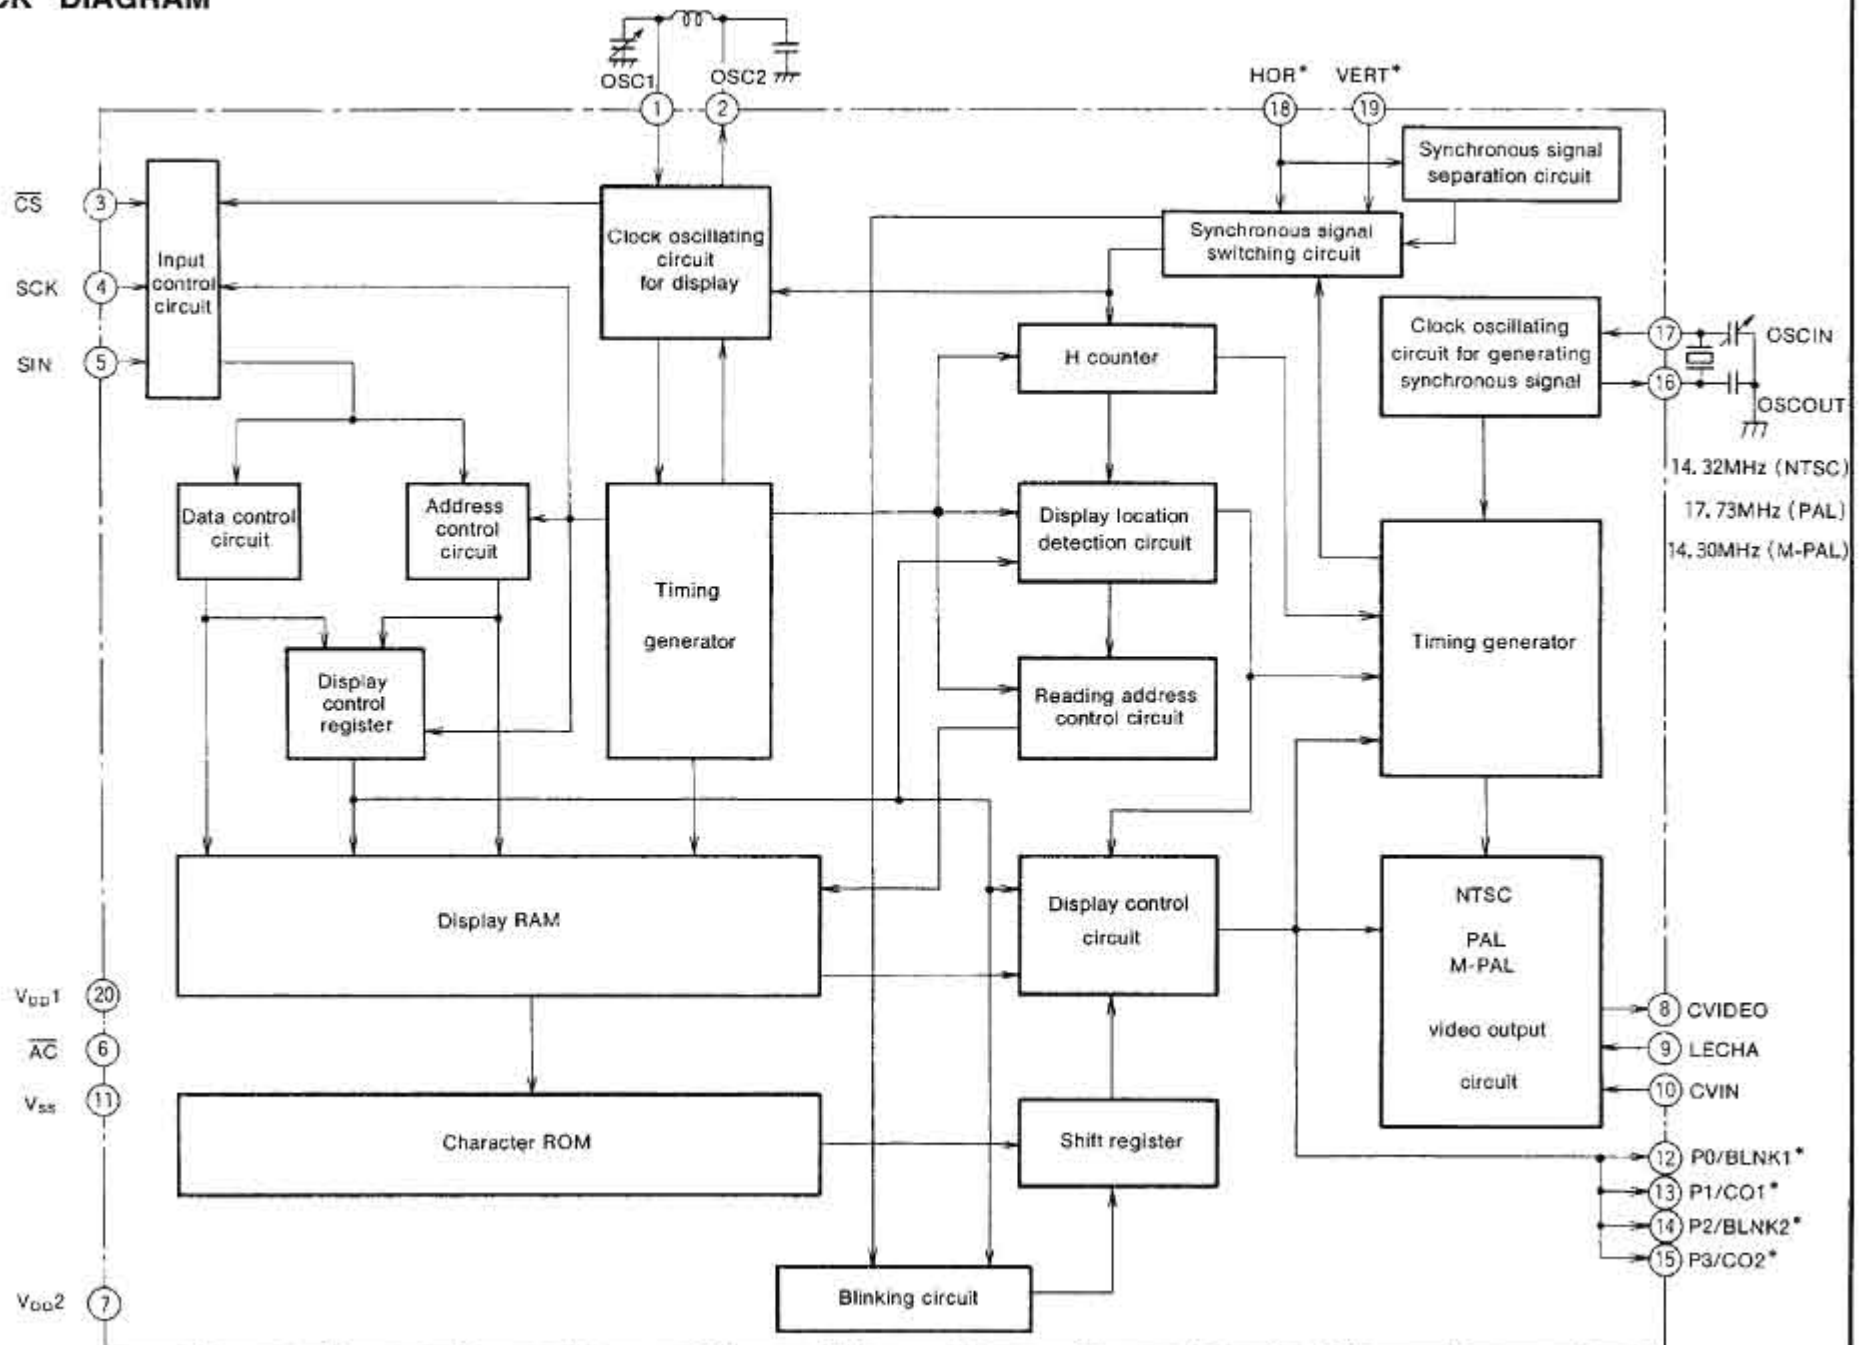 DIAGRAM
OSC1
OSC2
HOR*
VERT*
1
2
18
19
Synchronous signal
separation circuit
CS
3
Clock oscillating
circuit
for display
Synchronous signal
switching circuit
Input
control
circuit
SCK
4
SIN
5
H counter
Clock oscillating
circuit for generating
synchronous signal
17
OSCIN
16
OSCOUT
14.32MHz (NTSC)
17.73MHz (PAL)
14.30MHz (M-PAL)
Data control
circuit
Address
control
circuit
Timing
generator
Display location
detection circuit
Timing generator
Display
control
register
Reading address
control circuit
Display RAM
Display control
circuit
NTSC
PAL
M-PAL
video output
circuit
VDD1
20
AC
6
VSS
11
8
CVIDEO
9
LECHA
10
CVIN
Character ROM
Shift register
12
P0/BLNK1*
13
P1/CO1*
14
P2/BLNK2*
15
P3/CO2*
Blinking circuit
VDD2
7